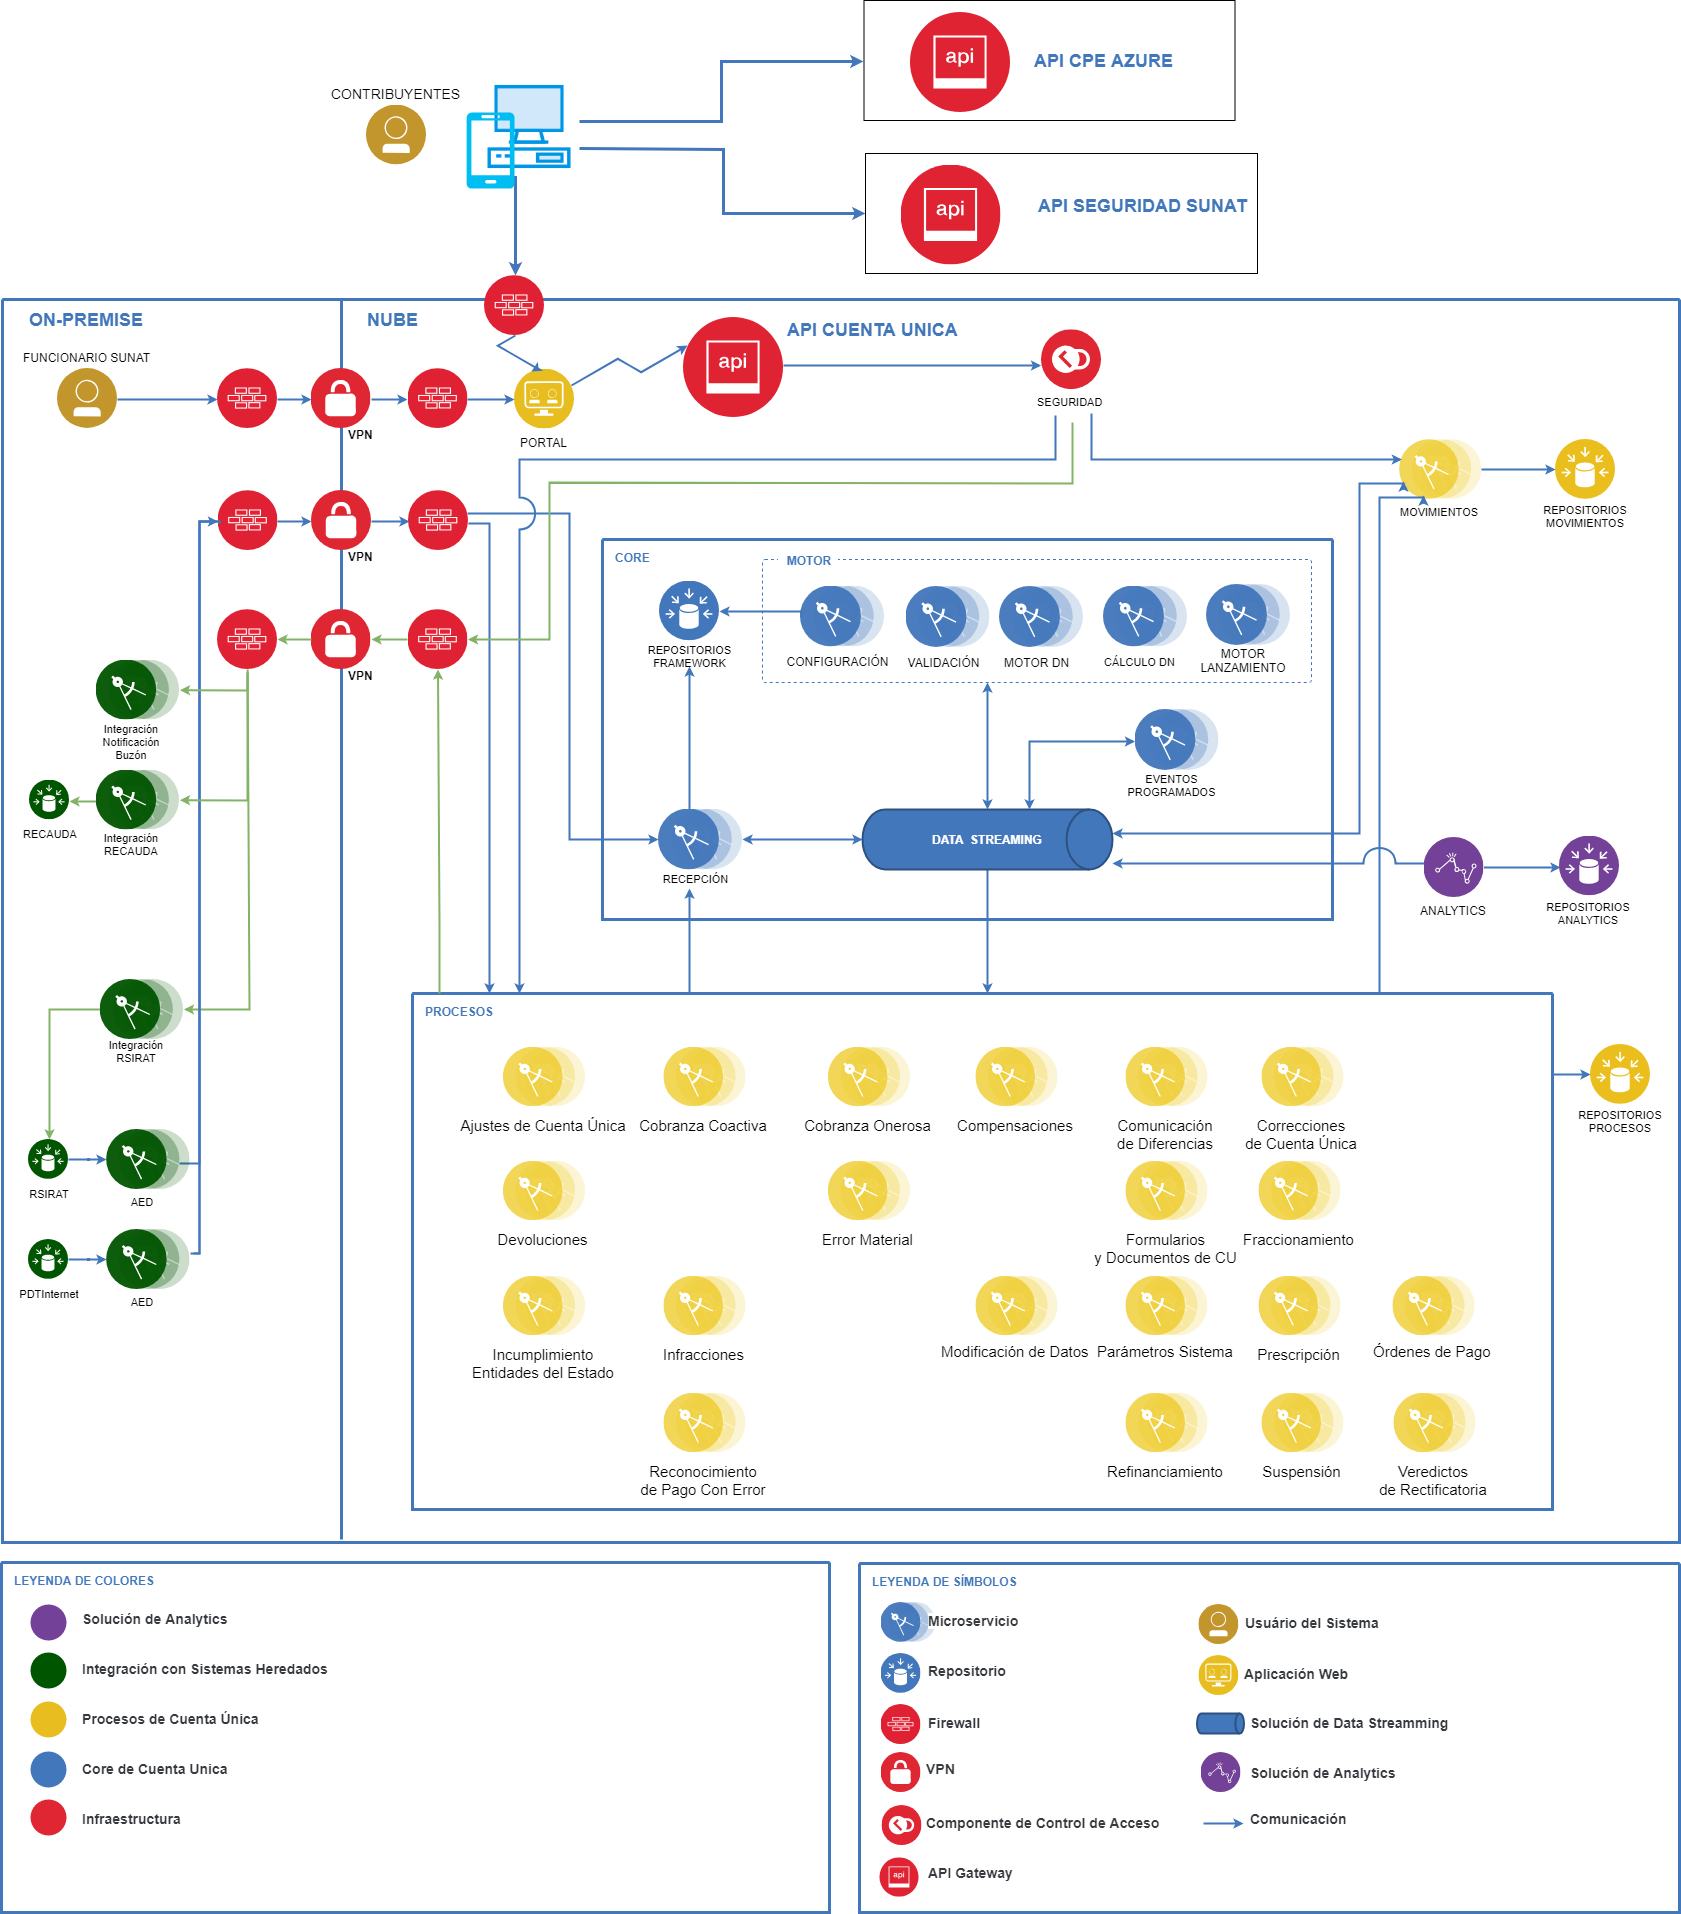 api
API CPE AZURE
CONTRIBUYENTES
api
API SEGURIDAD SUNAT
ON-PREMISE
NUBE
API CUENTA UNICA
FUNCIONARIO SUNAT
api
VPN
PORTAL
SEGURIDAD
MOVIMIENTOS
REPOSITORIOS
MOVIMIENTOS
VPN
CORE
MOTOR
REPOSITORIOS
FRAMEWORK
CONFIGURACIÓN
VALIDACIÓN
MOTOR DN
CÁLCULO DN
MOTOR
LANZAMIENTO
VPN
Integración
Notificación
Buzón
EVENTOS
PROGRAMADOS
RECAUDA
Integración
RECAUDA
DATA STREAMING
RECEPCIÓN
ANALYTICS
REPOSITORIOS
ANALYTICS
PROCESOS
Integración
RSIRAT
Ajustes de Cuenta Única
Cobranza Coactiva
Cobranza Onerosa
Compensaciones
Comunicación
de Diferencias
Correcciones
de Cuenta Única
REPOSITORIOS
PROCESOS
RSIRAT
AED
Devoluciones
Error Material
Formularios
y Documentos de CU
Fraccionamiento
PDTInternet
AED
Incumplimiento
Entidades del Estado
Infracciones
Modificación de Datos
Parámetros Sistema
Prescripción
Órdenes de Pago
Reconocimiento
de Pago Con Error
Refinanciamiento
Suspensión
Veredictos
de Rectificatoria
LEYENDA DE COLORES
Solución de Analytics
Integración con Sistemas Heredados
Procesos de Cuenta Única
Core de Cuenta Unica
Infraestructura
LEYENDA DE SÍMBOLOS
Microservicio
Repositorio
Firewall
VPN
Componente de Control de Acceso
api
API Gateway
Usuário del Sistema
Aplicación Web
Solución de Data Streamming
Solución de Analytics
Comunicación